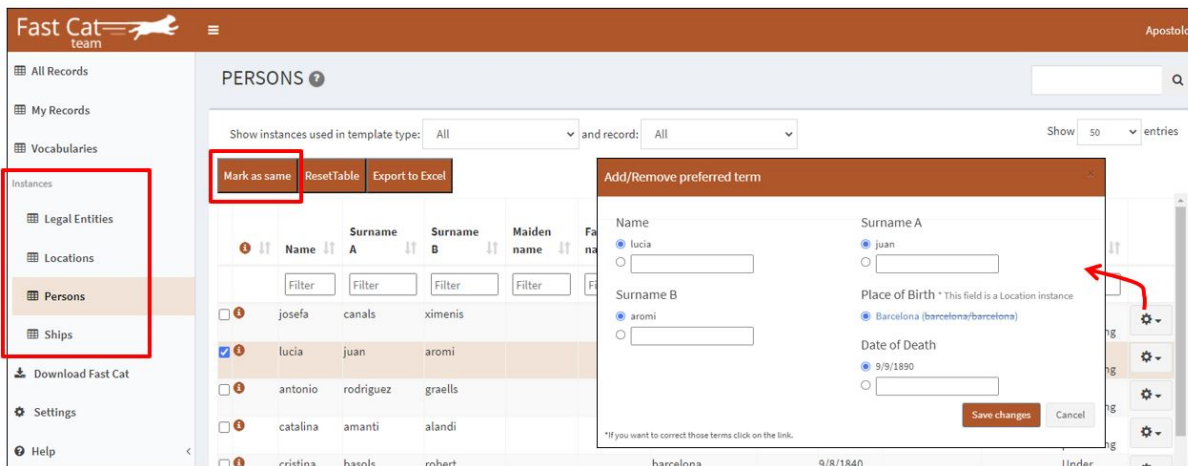 Fast Cat
team
Apostolo
All Records
My Records
Vocabularies
Instances
Legal Entities
Locations
Persons
Ships
Download Fast Cat
Settings
Help
PERSONS
Show instances used in template type: All and record: All Show 50 entries
Mark as same ResetTable Export to Excel
Name Surname A Surname B Maiden name
Filter Filter Filter Filter
josefa canals ximenis
lucia juan aromi
antonio rodriguez graells
catalina amanti alandi
cristina basols robert barcelona 9/8/1840 Under
Add/Remove preferred term
Name
lucia
Surname A
juan
Surname B
aromi
Place of Birth * This field is a Location instance
Barcelona (barcelona/barcelona)
Date of Death
9/9/1890
Save changes Cancel
*If you want to correct those terms click on the link.